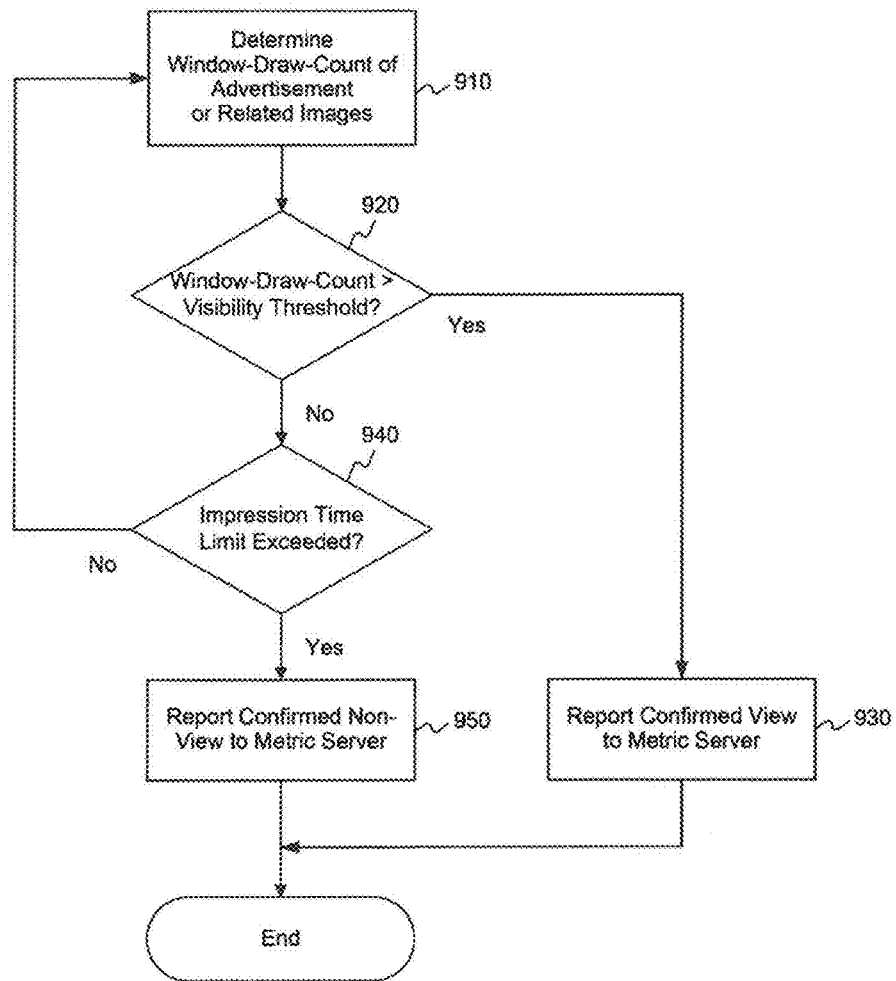 Determine
Window-Draw-Count of
Advertisement
or Related Images
910
920
Window-Draw-Count >
Visibility Threshold?
Yes
No
940
Impression Time
Limit Exceeded?
No
Yes
Report Confirmed Non-
View to Metric Server
950
Report Confirmed View
to Metric Server
930
End